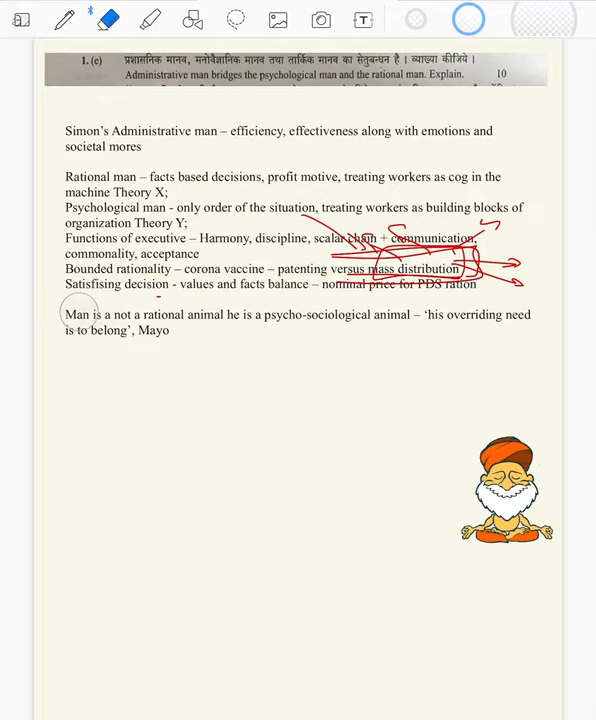 T
1. (c) प्रशासनिक मानव, मनोवैज्ञानिक मानव तथा तार्किक मानव का सेतुबन्धन है । व्याख्या कीजिये ।
Administrative man bridges the psychological man and the rational man. Explain. 10
Simon's Administrative man – efficiency, effectiveness along with emotions and
societal mores
Rational man – facts based decisions, profit motive, treating workers as cog in the
machine Theory X;
Psychological man - only order of the situation, treating workers as building blocks of
organization Theory Y;
Functions of executive – Harmony, discipline, scalar chain + communication,
commonality, acceptance
Bounded rationality – corona vaccine – patenting versus mass distribution
Satisfising decision - values and facts balance – nominal price for PDS ration
Man is a not a rational animal he is a psycho-sociological animal – ‘his overriding need
is to belong’, Mayo